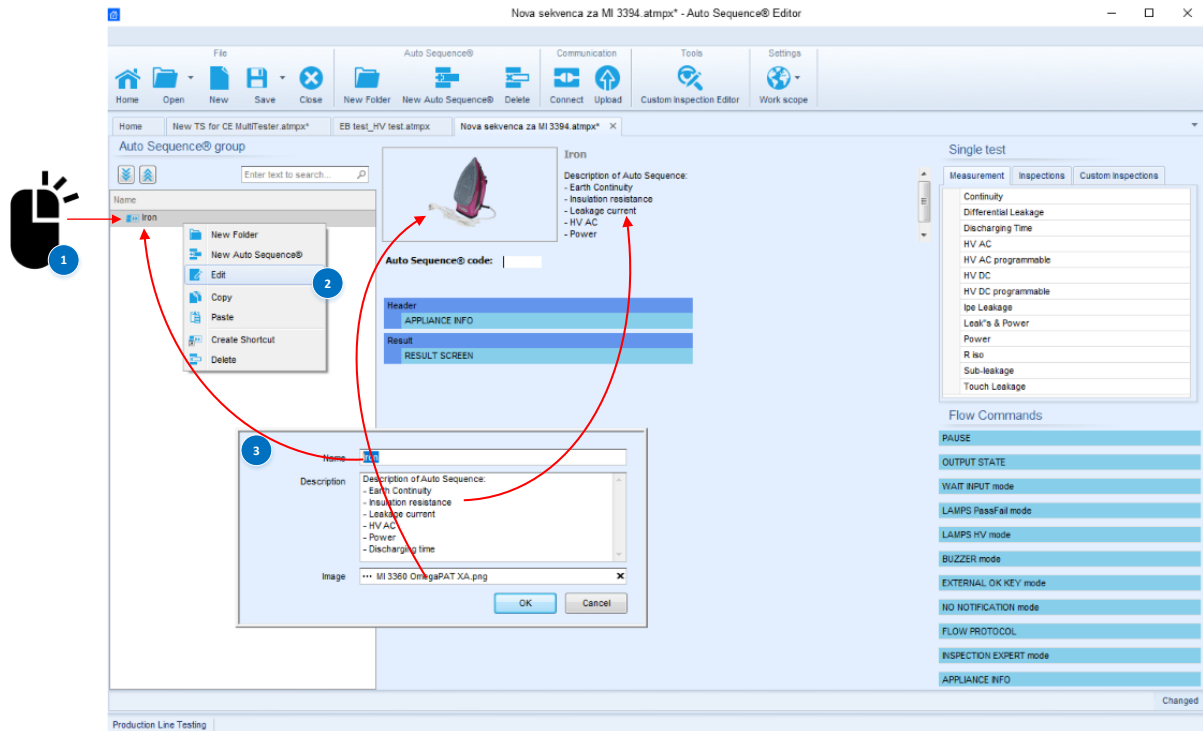 Nova sekvenca za MI 3394.atmpx* - Auto Sequence® Editor
File
Auto Sequence®
Communication
Tools
Settings
Home
Open
New
Save
Close
New Folder
New Auto Sequence®
Delete
Connect
Upload
Custom Inspection Editor
Work scope
Home
New TS for CE MultiTester.atmpx*
EB test_HV test.atmpx
Nova sekvenca za MI 3394.atmpx*
Auto Sequence® group
Enter text to search...
Name
Iron
1
New Folder
New Auto Sequence®
Edit
2
Copy
Paste
Create Shortcut
Delete
Iron
Description of Auto Sequence:
- Earth Continuity
- Insulation resistance
- Leakage current
- HV AC
- Power
Auto Sequence® code:
Header
APPLIANCE INFO
Result
RESULT SCREEN
3
Name
Iron
Description
Description of Auto Sequence:
- Earth Continuity
- Insulation resistance
- Leakage current
- HV AC
- Power
- Discharging time
Image
••• MI 3360 OmegaPAT XA.png
OK
Cancel
Single test
Measurement
Inspections
Custom Inspections
Continuity
Differential Leakage
Discharging Time
HV AC
HV AC programmable
HV DC
HV DC programmable
Ipe Leakage
Leak"s & Power
Power
R iso
Sub-leakage
Touch Leakage
Flow Commands
PAUSE
OUTPUT STATE
WAIT INPUT mode
LAMPS PassFail mode
LAMPS HV mode
BUZZER mode
EXTERNAL OK KEY mode
NO NOTIFICATION mode
FLOW PROTOCOL
INSPECTION EXPERT mode
APPLIANCE INFO
Changed
Production Line Testing